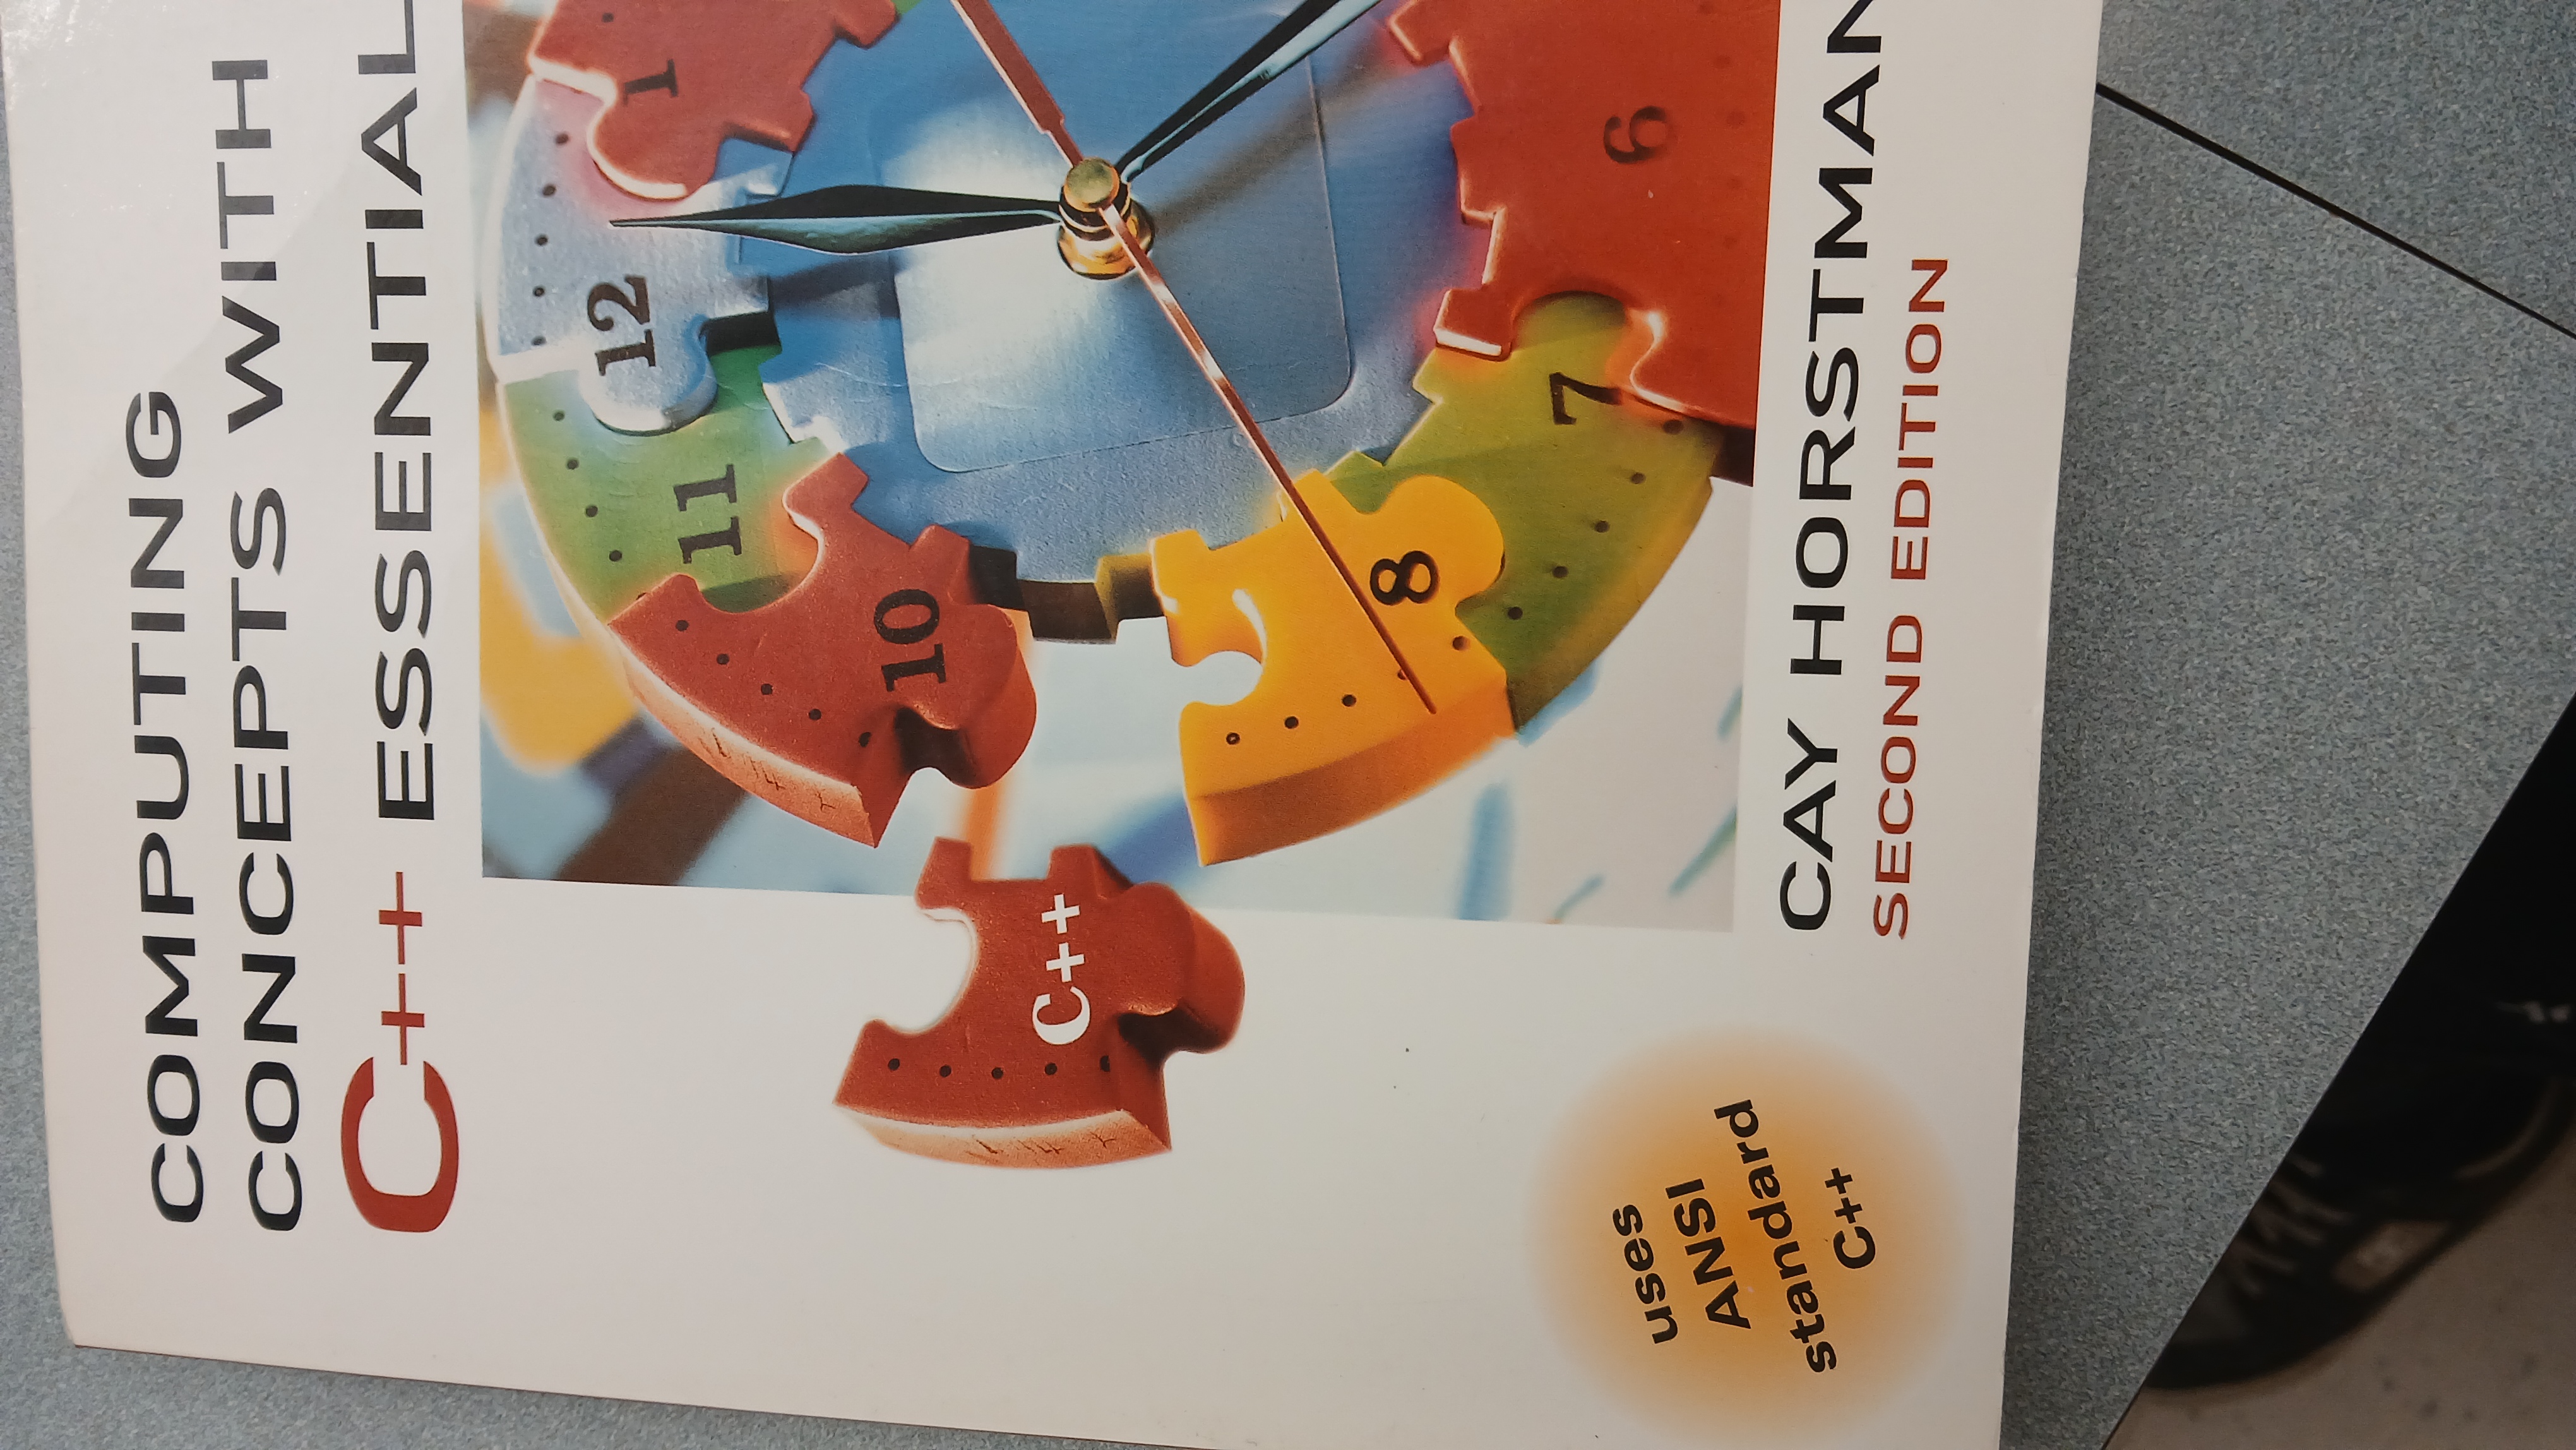 COMPUTING
CONCEPTS WITH
C++ ESSENTIAL
12
1
11
10
C++
8
7
6
uses
ANSI
standard
C++
CAY HORSTMAN
SECOND EDITION